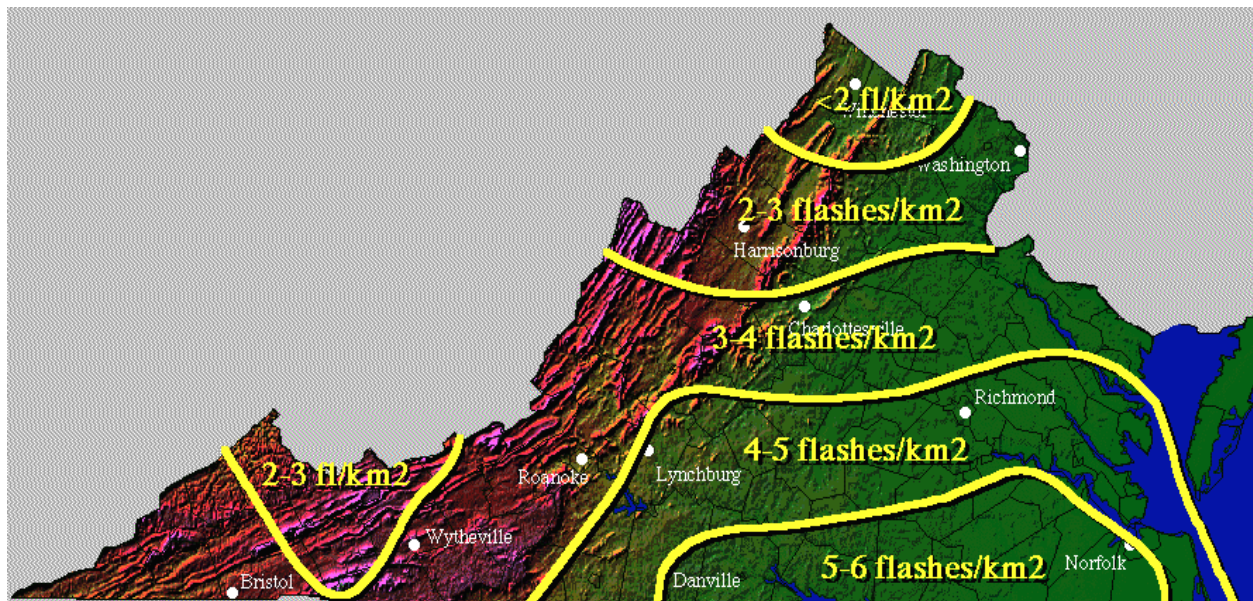 <2 fl/km2
Winchester
Washington
2-3 flashes/km2
Harrisonburg
Charlottesville
3-4 flashes/km2
Richmond
4-5 flashes/km2
2-3 fl/km2
Roanoke
Lynchburg
Wytheville
Norfolk
5-6 flashes/km2
Danville
Bristol